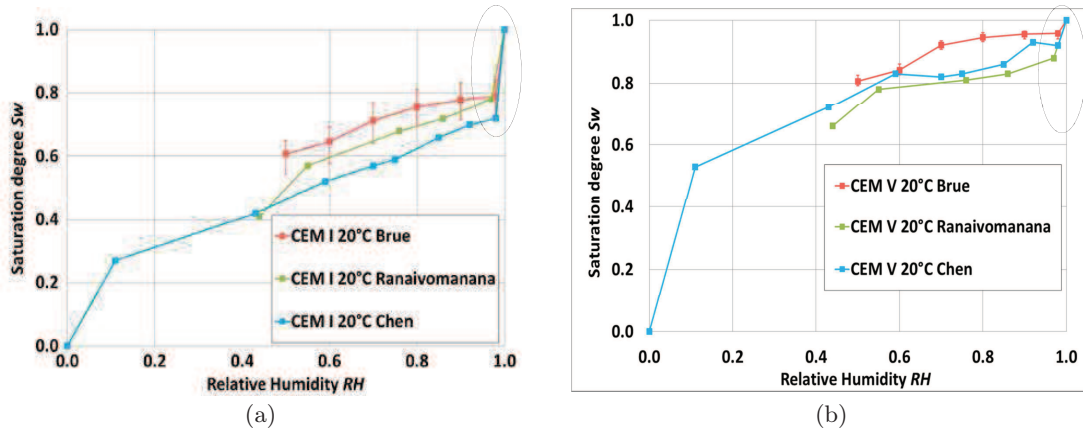 1.0
0.8
0.6
0.4
0.2
0.0
Saturation degree Sw
0.0 0.2 0.4 0.6 0.8 1.0
Relative Humidity RH
CEM I 20°C Brue
CEM I 20°C Ranaivomanana
CEM I 20°C Chen
(a)
1.0
0.8
0.6
0.4
0.2
0.0
Saturation degree Sw
0.0 0.2 0.4 0.6 0.8 1.0
Relative Humidity RH
CEM V 20°C Brue
CEM V 20°C Ranaivomanana
CEM V 20°C Chen
(b)